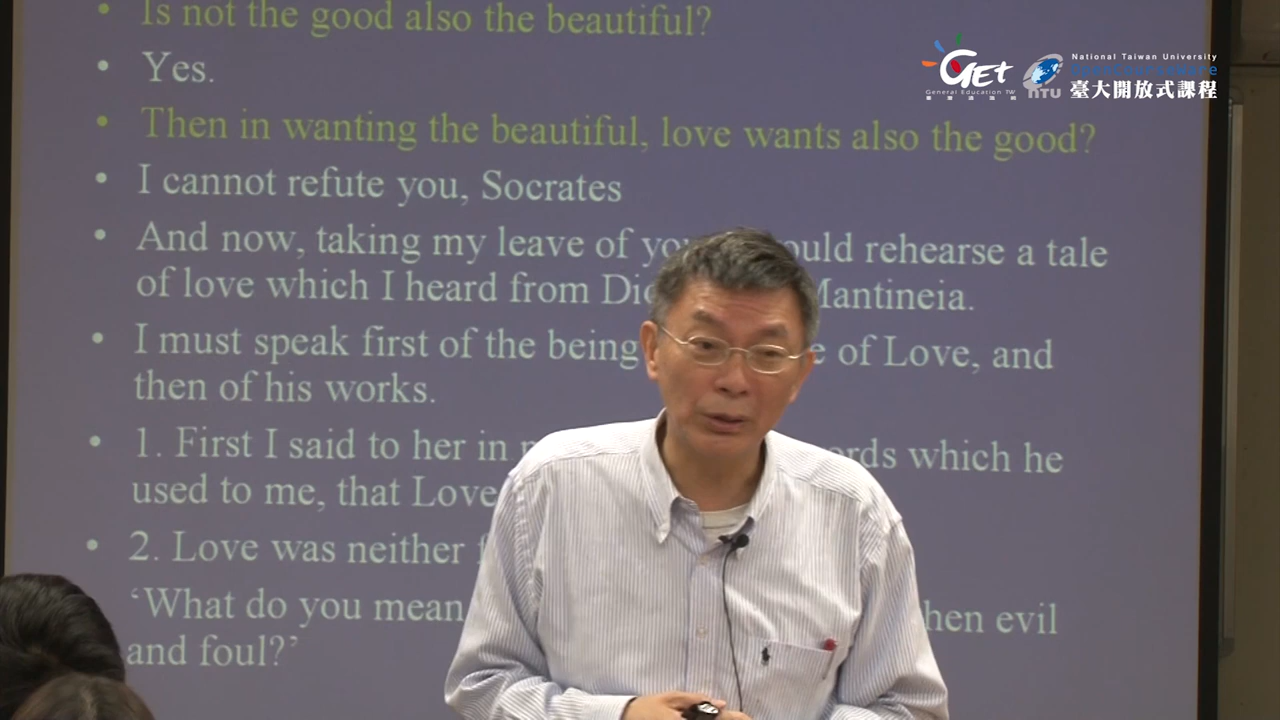 • Is not the good also the beautiful?
• Yes.
• Then in wanting the beautiful, love wants also the good?
• I cannot refute you, Socrates
• And now, taking my leave of ould rehearse a tale
of love which I heard from Mantineia.
• I must speak first of the being of Love, and
then of his works.
• 1. First I said to her in which he
used to me, that Love
• 2. Love was neither
‘What do you mean hen evil
and foul?’
GET
General Education TW
National Taiwan University
NTU
臺大開放式課程